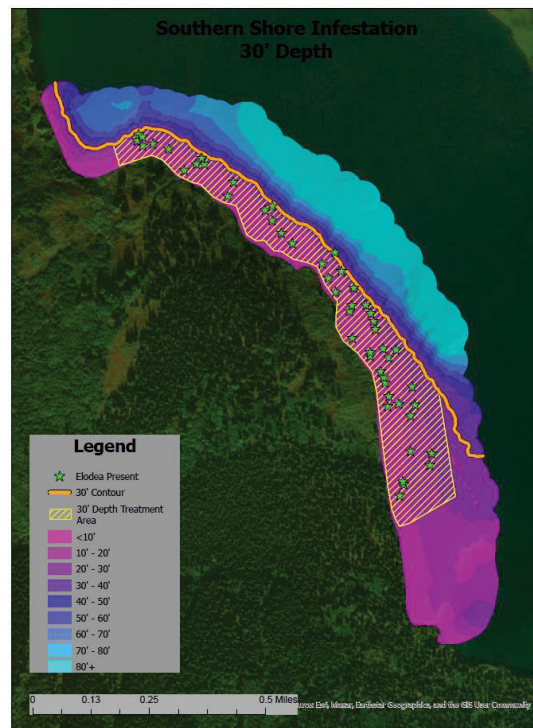 Southern Shore Infestation
30' Depth
Legend
Elodea Present
30' Contour
30' Depth Treatment
Area
<10'
10' - 20'
20' - 30'
30' - 40'
40' - 50'
50' - 60'
60' - 70'
70' - 80'
80'+
0 0.13 0.25 0.5 Miles
Esri, Maxar, Earthstar Geographics, and the GIS User Community